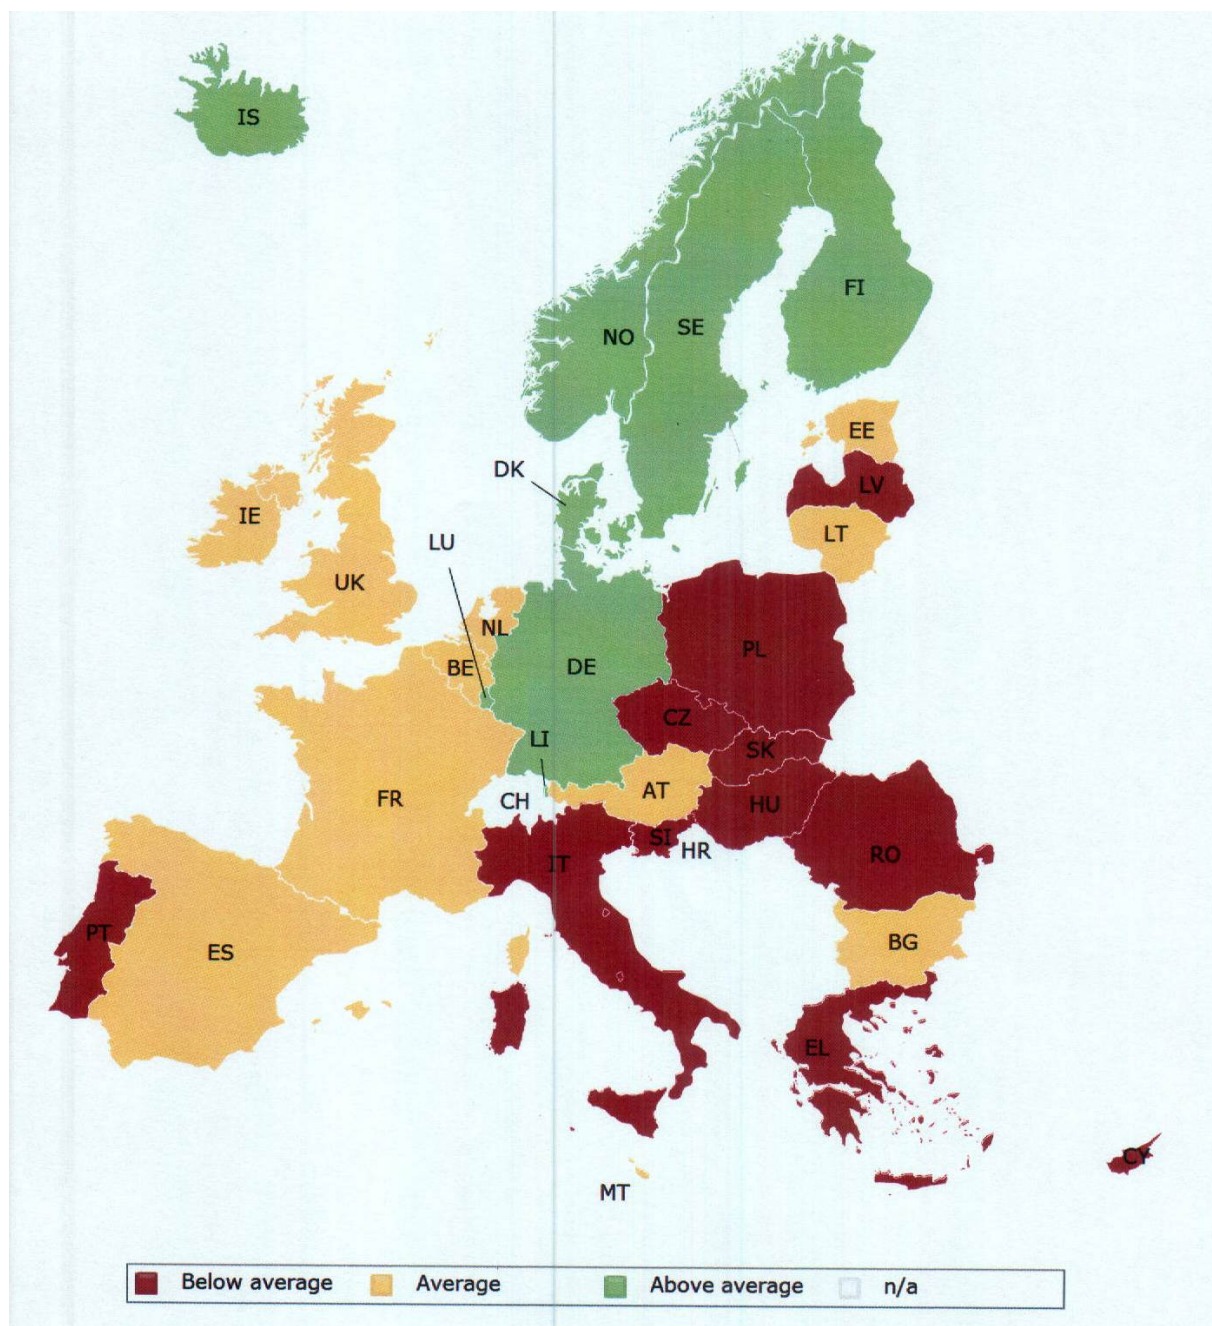 IS
FI
SE
NO
EE
DK
LV
IE
LT
LU
UK
NL
PL
BE
DE
CZ
LI
SK
AT
FR
CH
HU
SI
HR
RO
IT
PT
BG
ES
EL
CY
MT
Below average
Average
Above average
n/a